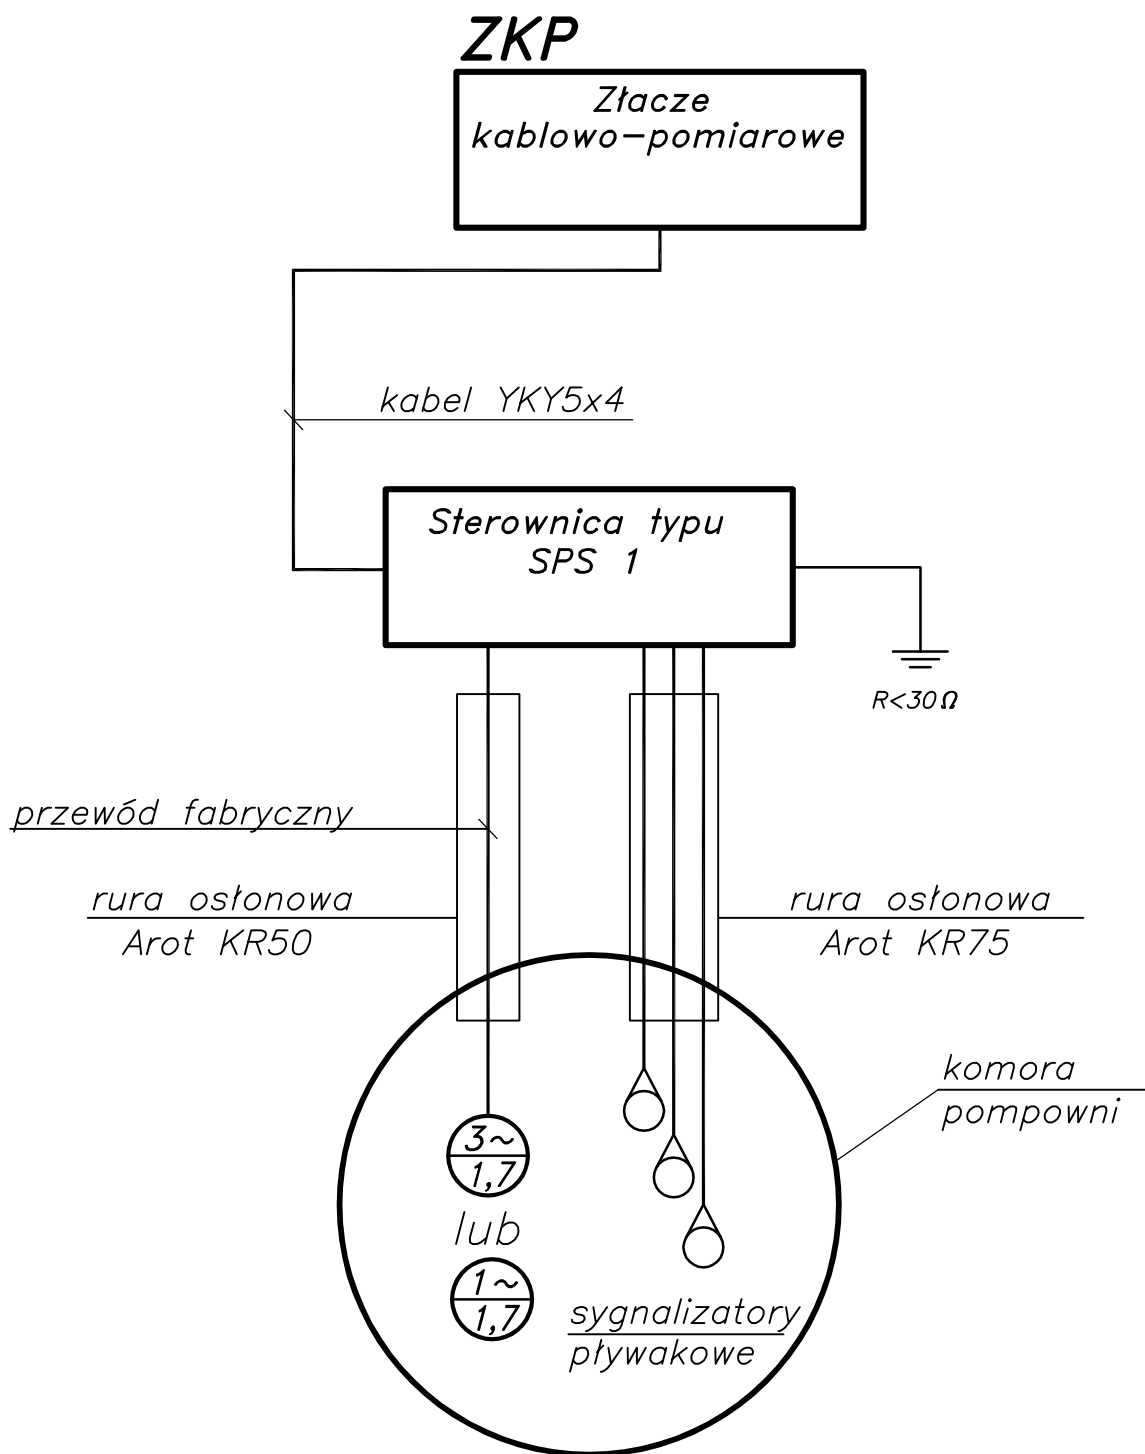 ZKP
Złacze
kablowo-pomiarowe
kabel YKY5x4
Sterownica typu
SPS 1
R<30Ω
przewód fabryczny
rura osłonowa
Arot KR50
rura osłonowa
Arot KR75
komora
pompowni
3~
1,7
lub
1~
1,7
sygnalizatory
pływakowe